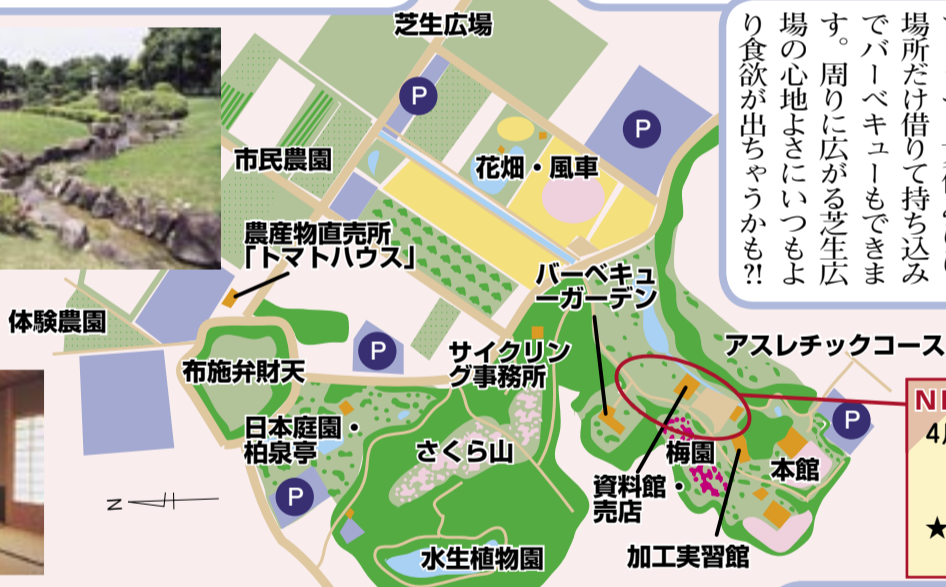 芝生広場
P
P
市民農園
花畑・風車
農産物直売所
「トマトハウス」
バーベキュ
ーガーデン
体験農園
布施弁財天
P
サイクリン
グ事務所
アスレチックコース
日本庭園・
柏泉亭
さくら山
梅園
本館
P
資料館・
売店
P
N
水生植物園
加工実習館
場所だけ借りて持ち込み
でバーベキューもできま
す。周りに広がる芝生広
場の心地よさにいつもよ
り食欲が出ちゃうかも?!
4月
★